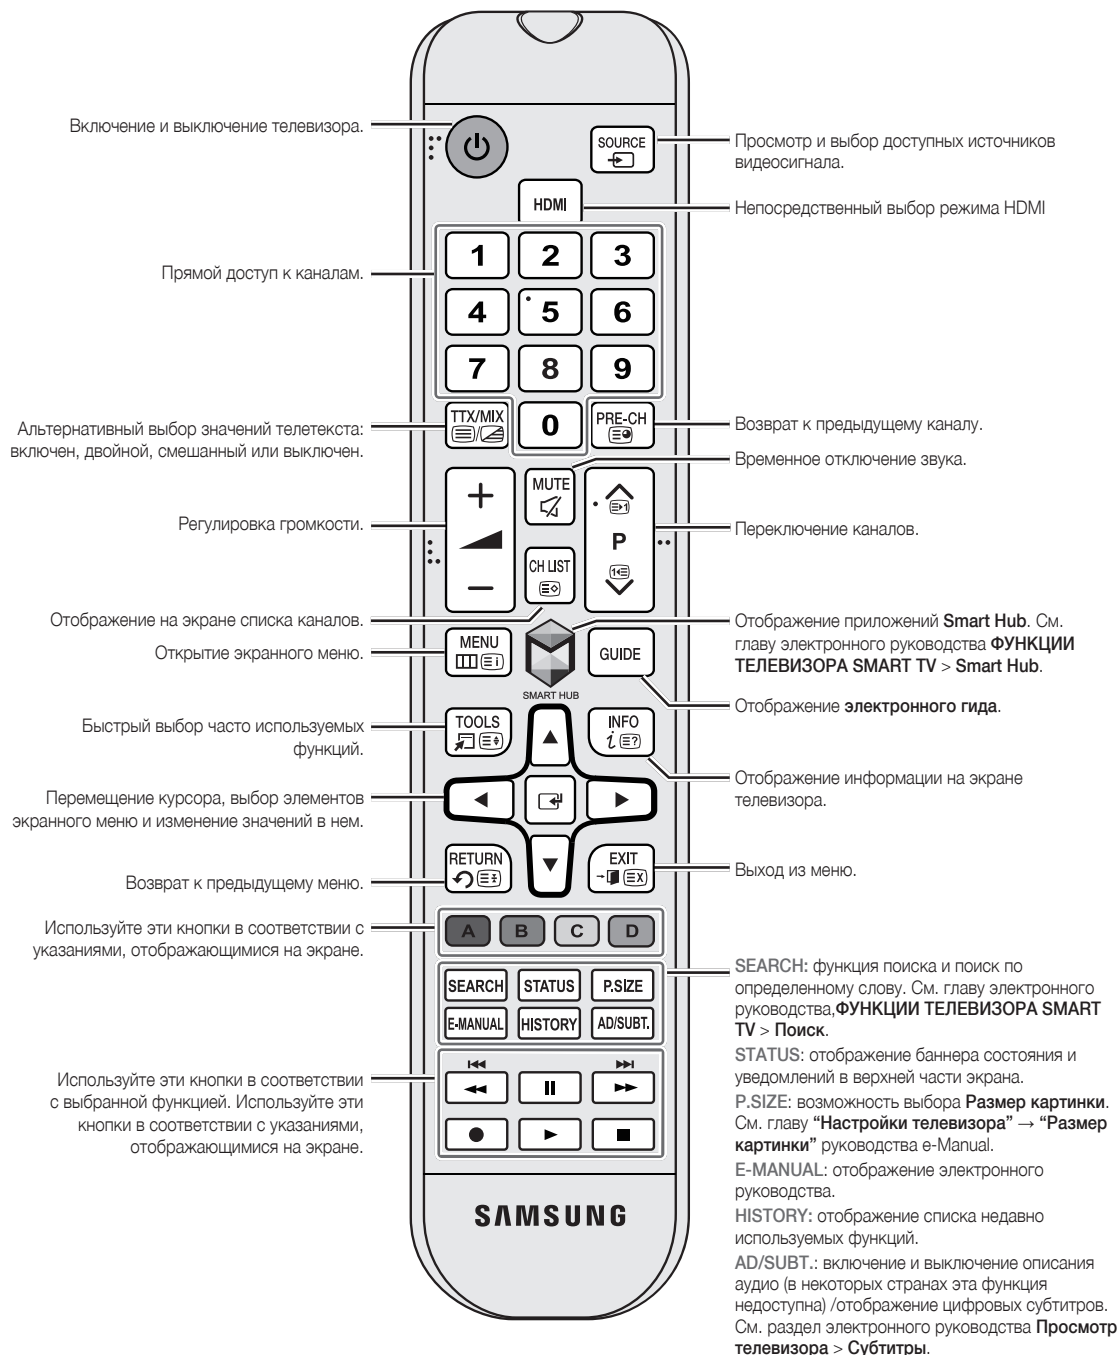 Включение и выключение телевизора.
SOURCE
Просмотр и выбор доступных источников
видеосигнала.
HDMI
Непосредственный выбор режима HDMI
1 2 3
Прямой доступ к каналам.
4 5 6
7 8 9
TTX/MIX
0
PRE-CH
Альтернативный выбор значений телетекста:
включен, двойной, смешанный или выключен.
Возврат к предыдущему каналу.
Временное отключение звука.
MUTE
Регулировка громкости.
P
Переключение каналов.
CH LIST
Отображение на экране списка каналов.
MENU
Открытие экранного меню.
SMART HUB
GUIDE
Отображение приложений Smart Hub. См.
главу электронного руководства ФУНКЦИИ
ТЕЛЕВИЗОРА SMART TV > Smart Hub.
Отображение электронного гида.
TOOLS
INFO
Быстрый выбор часто используемых
функций.
Отображение информации на экране
телевизора.
Перемещение курсора, выбор элементов
экранного меню и изменение значений в нем.
RETURN
EXIT
Возврат к предыдущему меню.
Выход из меню.
Используйте эти кнопки в соответствии с
указаниями, отображающимися на экране.
A B C D
SEARCH STATUS P.SIZE
E-MANUAL HISTORY AD/SUBT.
Используйте эти кнопки в соответствии
с выбранной функцией. Используйте эти
кнопки в соответствии с указаниями,
отображающимися на экране.
SAMSUNG
SEARCH: функция поиска и поиск по
определенному слову. См. главу электронного
руководства,ФУНКЦИИ ТЕЛЕВИЗОРА SMART
TV > Поиск.
STATUS: отображение баннера состояния и
уведомлений в верхней части экрана.
P.SIZE: возможность выбора Размер картинки.
См. главу “Настройки телевизора” → “Размер
картинки” руководства e-Manual.
E-MANUAL: отображение электронного
руководства.
HISTORY: отображение списка недавно
используемых функций.
AD/SUBT.: включение и выключение описания
аудио (в некоторых странах эта функция
недоступна) /отображение цифровых субтитров.
См. раздел электронного руководства Просмотр
телевизора > Субтитры.